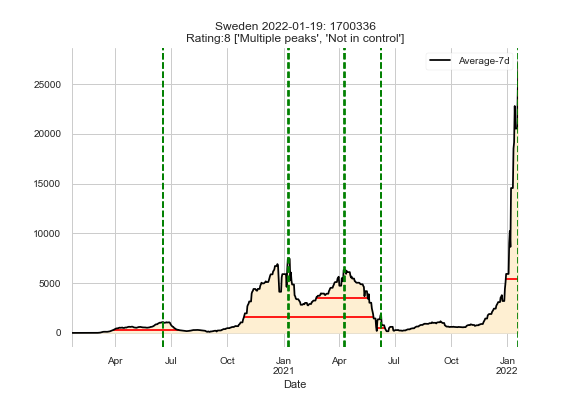 Sweden 2022-01-19: 1700336
Rating:8 ['Multiple peaks', 'Not in control']
Average-7d
25000
20000
15000
10000
5000
0
Apr
Jul
Oct
Jan
2021
Apr
Jul
Oct
Jan
2022
Date